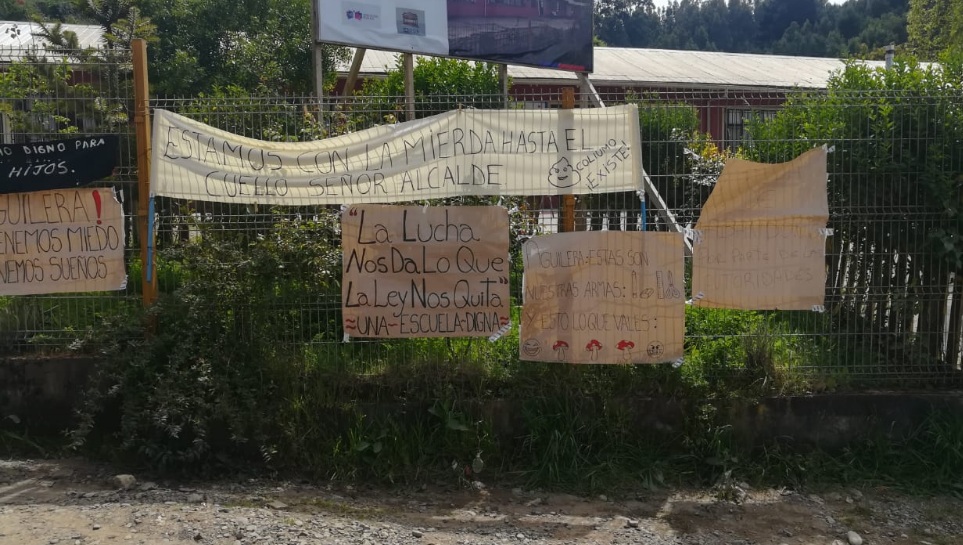 ESTAMOS CON LA MIERDA HASTA EL
CUELLO SEÑOR ALCALDE
COLIUMO
¡EXISTE!
DIGNO PARA
HIJOS.
GUILERA!
ENEMOS MIEDO
NEMOS SUEÑOS
"La Lucha
Nos Da Lo Que
La Ley Nos Quita"
UNA ESCUELA DIGNA
GUILERA: ESTAS SON
NUESTRAS ARMAS:
Y ESTO LO QUE VALES: